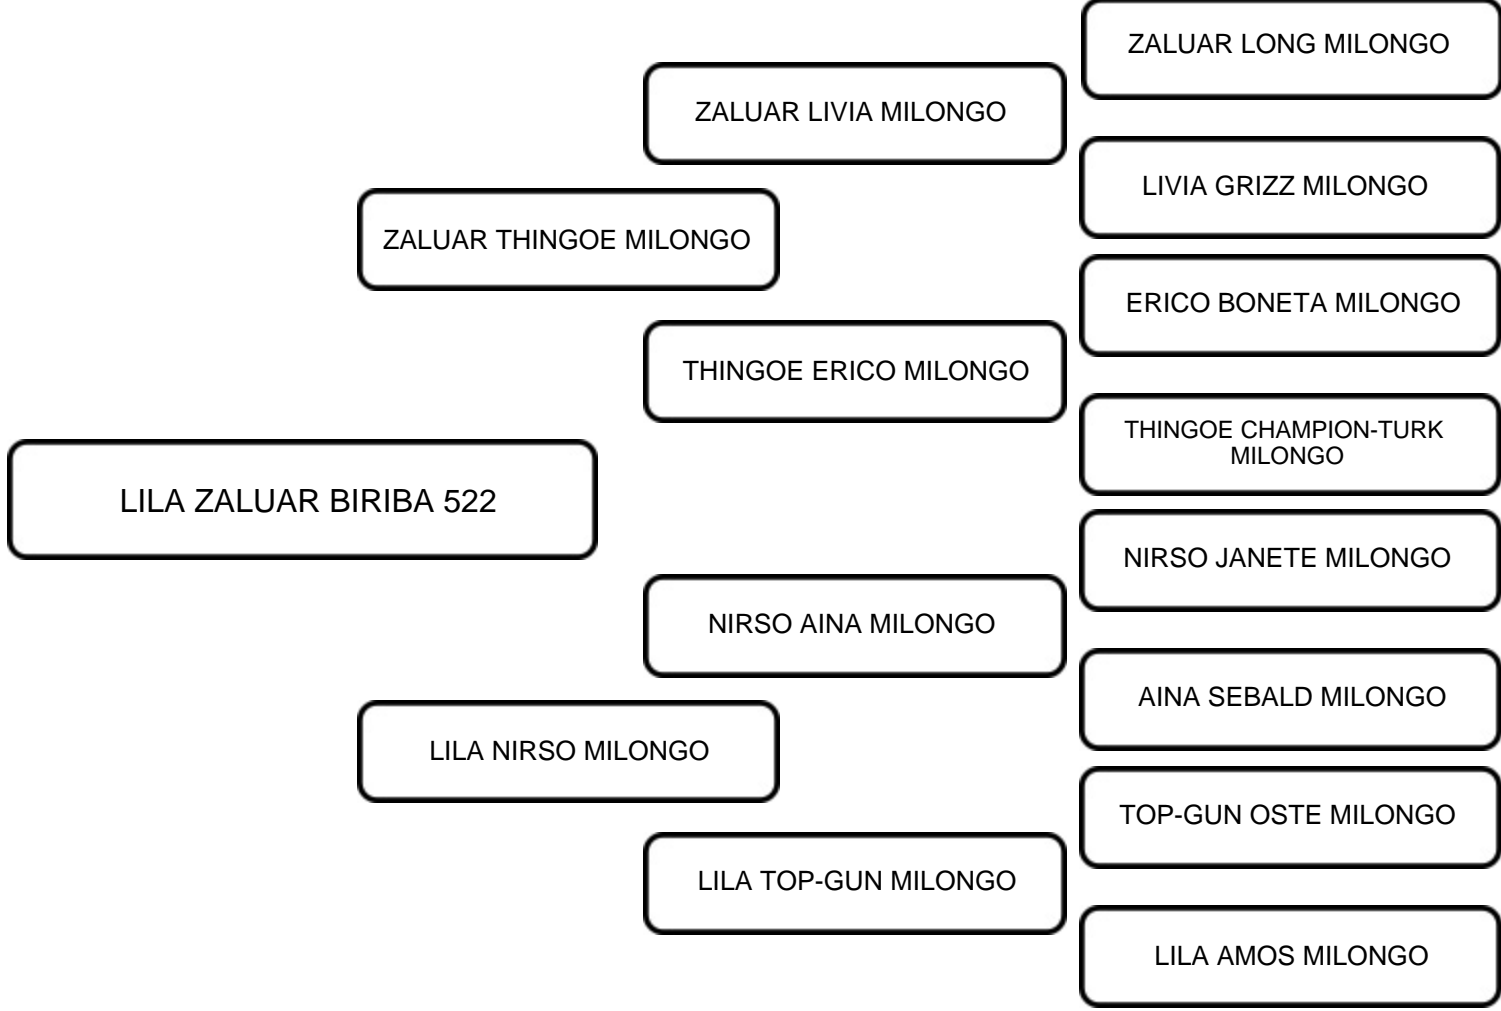 ZALUAR LONG MILONGO
ZALUAR LIVIA MILONGO
LIVIA GRIZZ MILONGO
ZALUAR THINGOE MILONGO
ERICO BONETA MILONGO
THINGOE ERICO MILONGO
THINGOE CHAMPION-TURK
MILONGO
LILA ZALUAR BIRIBA 522
NIRSO JANETE MILONGO
NIRSO AINA MILONGO
AINA SEBALD MILONGO
LILA NIRSO MILONGO
TOP-GUN OSTE MILONGO
LILA TOP-GUN MILONGO
LILA AMOS MILONGO